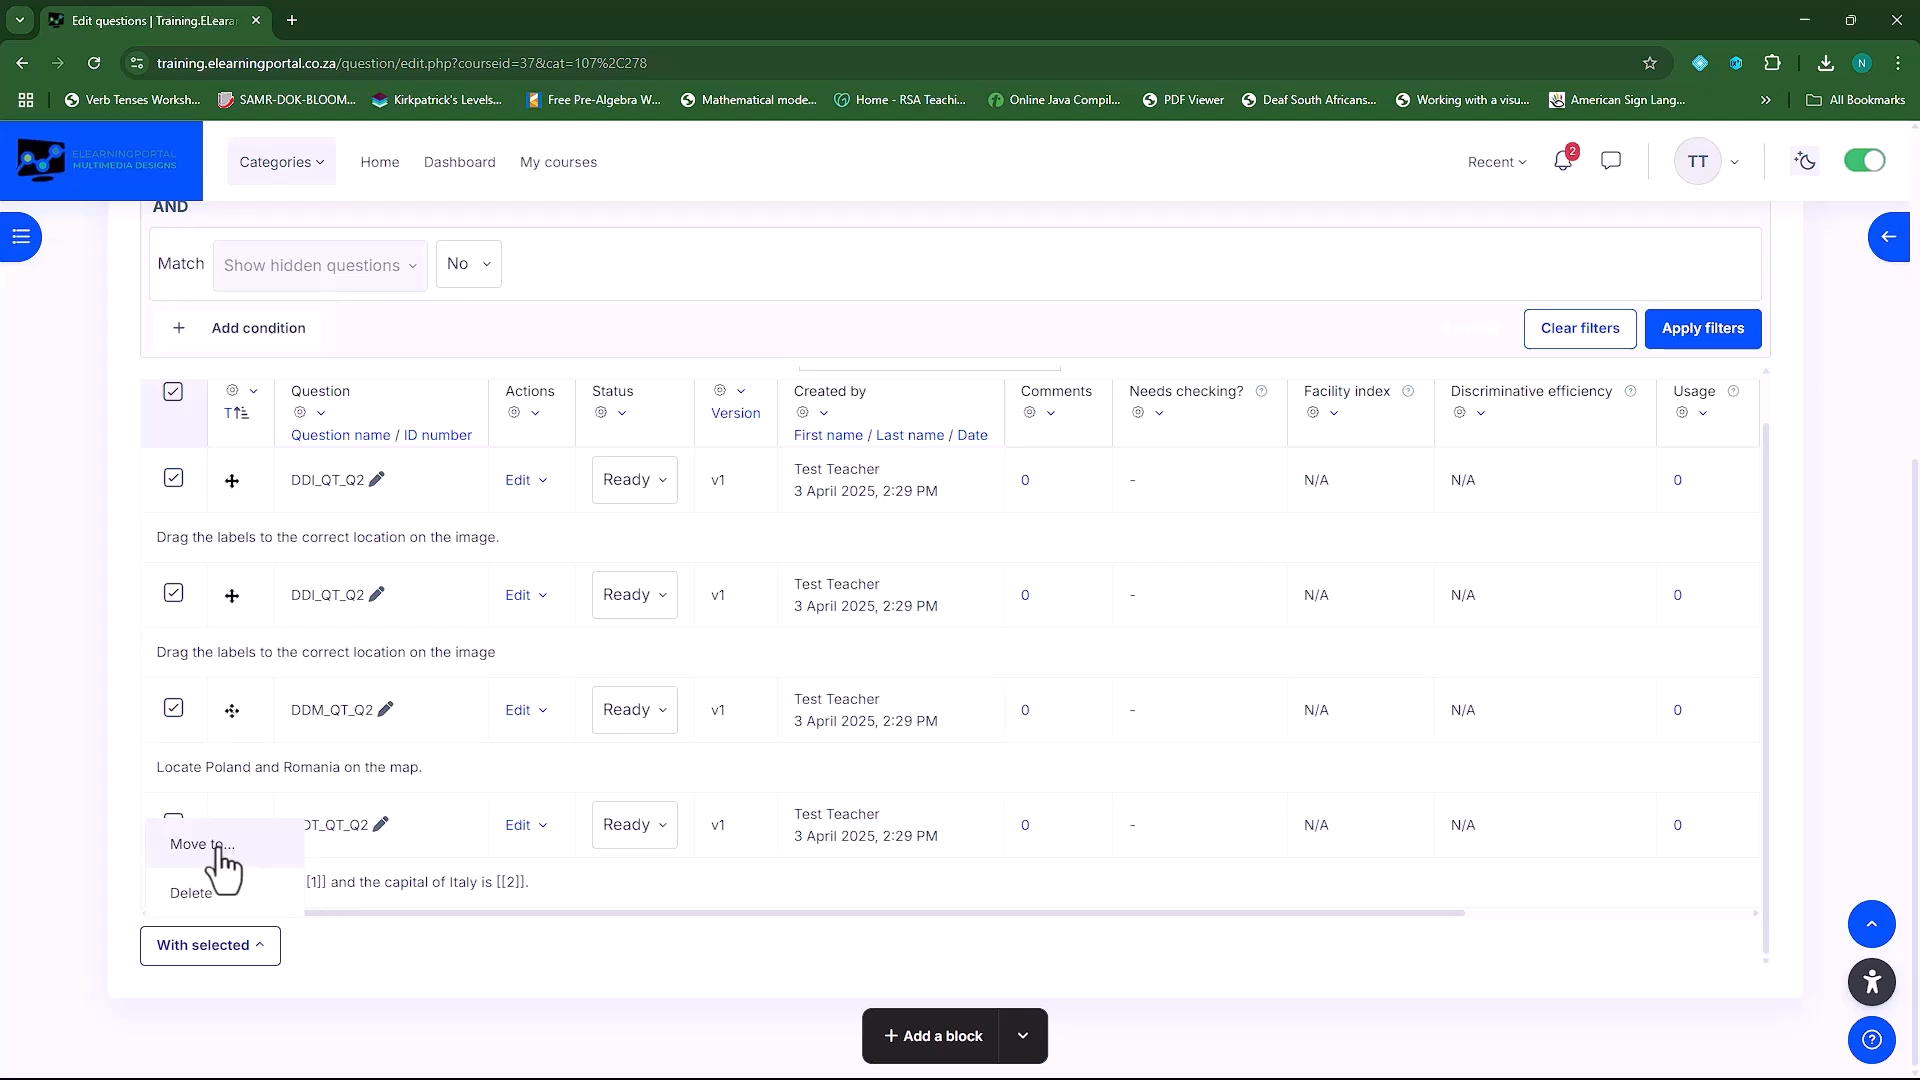 Edit questions | Training.ELearn
training.elearningportal.co.za/question/edit.php?courseid=37&cat=107%2C278
Verb Tenses Worksh...
SAMR-DOK-BLOOM...
Kirkpatrick's Levels...
Free Pre-Algebra W...
Mathematical mode...
Home - RSA Teachi...
Online Java Compil...
PDF Viewer
Deaf South Africans...
Working with a visu...
American Sign Lang...
All Bookmarks
N
ELEARNINGPORTAL
MULTIMEDIA DESIGNS
Categories
Home
Dashboard
My courses
Recent
2
TT
AND
Match
Show hidden questions
No
+ Add condition
Clear filters
Apply filters
Question
Actions
Status
Created by
Comments
Needs checking?
Facility index
Discriminative efficiency
Usage
T
Version
Question name / ID number
First name / Last name / Date
DDI_QT_Q2
Edit
Ready
v1
Test Teacher
3 April 2025, 2:29 PM
0
-
N/A
N/A
0
Drag the labels to the correct location on the image.
DDI_QT_Q2
Edit
Ready
v1
Test Teacher
3 April 2025, 2:29 PM
0
-
N/A
N/A
0
Drag the labels to the correct location on the image
DDM_QT_Q2
Edit
Ready
v1
Test Teacher
3 April 2025, 2:29 PM
0
-
N/A
N/A
0
Locate Poland and Romania on the map.
DT_QT_Q2
Edit
Ready
v1
Test Teacher
3 April 2025, 2:29 PM
0
-
N/A
N/A
0
Move to...
[1]] and the capital of Italy is [[2]].
Delete
With selected
+ Add a block